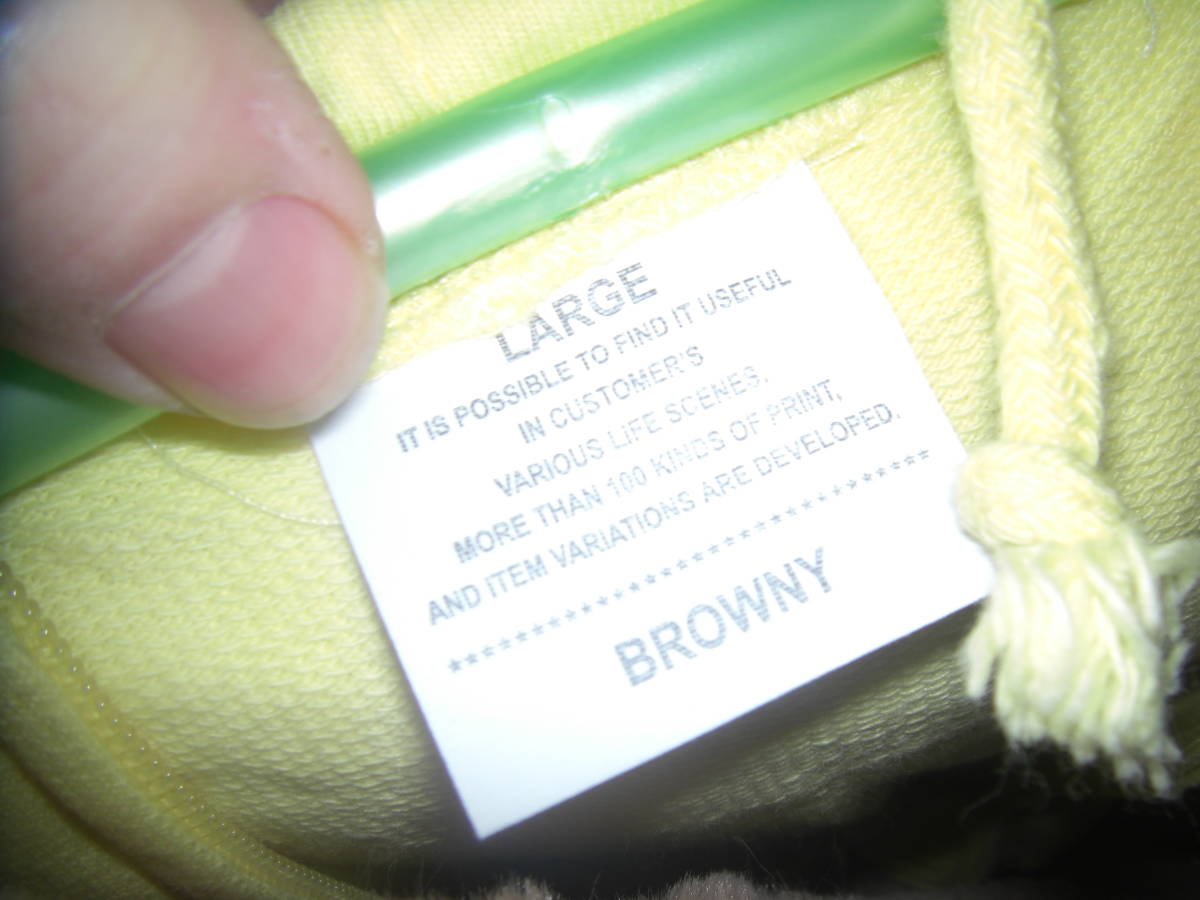 LARGE
IT IS POSSIBLE TO FIND IT USEFUL
IN CUSTOMER'S
VARIOUS LIFE SCENES.
MORE THAN 100 KINDS OF PRINT,
AND ITEM VARIATIONS ARE DEVELOPED.
******************************
BROWNY